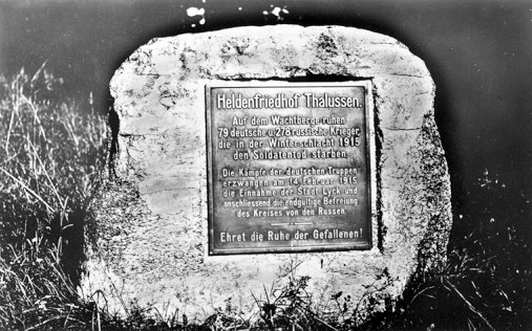 Heldenfriedhof Thalussen.
Auf dem Wachtberge ruhen
79 deutsche u. 278 russische Krieger,
die in der Winterschlacht 1915
den Soldatentod starben.
Die Kämpfe der deutschen Truppen
erzwangen am 14. Februar 1915
die Einnahme der Stadt Lyck und
anschliessend die endgültige Befreiung
des Kreises von den Russen.
Ehret die Ruhe der Gefallenen!